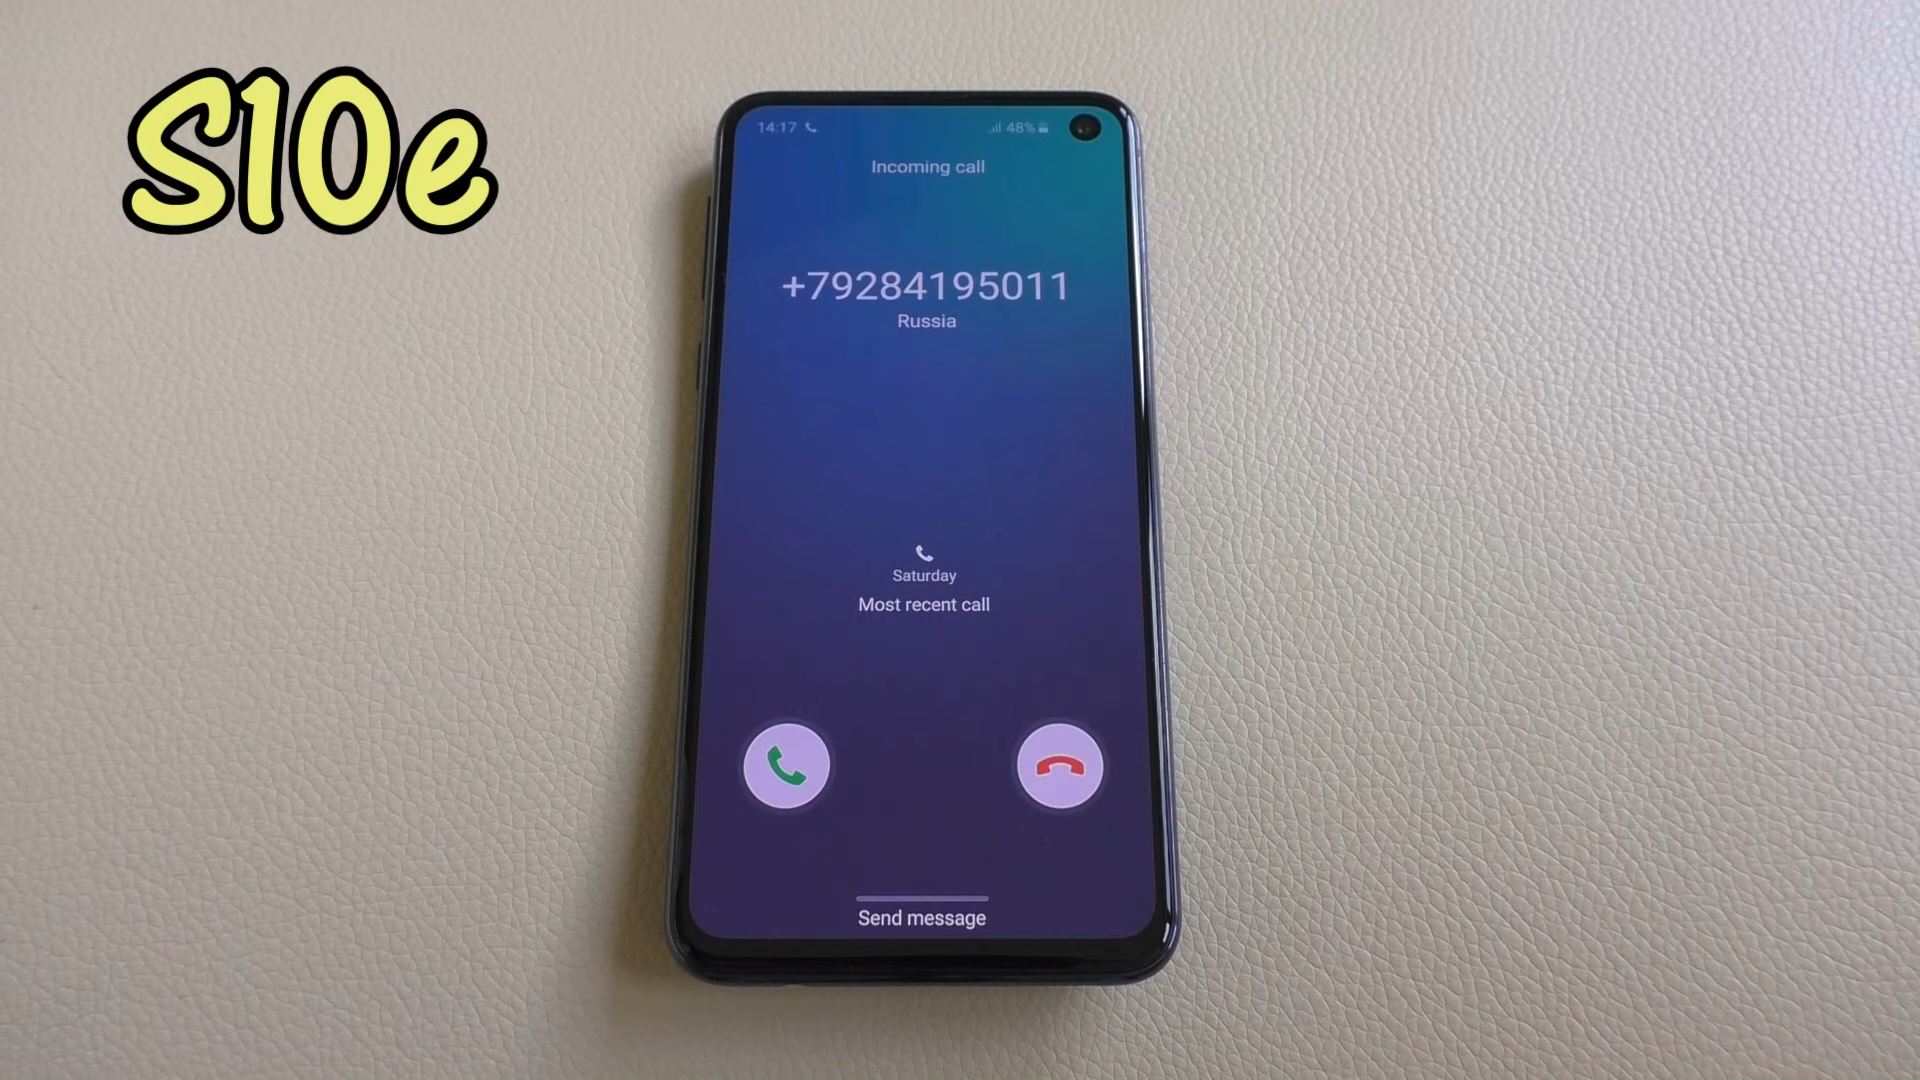 S10e
14:17 48%
Incoming call
+79284195011
Russia
Saturday
Most recent call
Send message